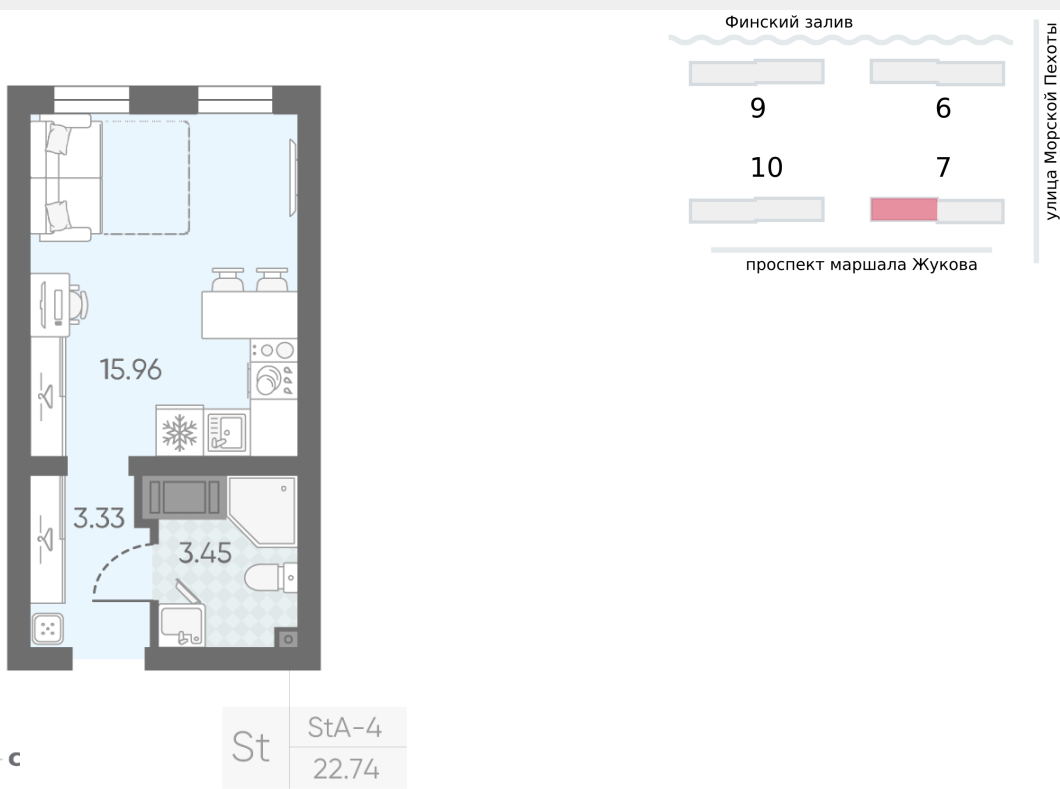 Финский залив
улица Морской Пехоты
9
6
10
7
проспект маршала Жукова
15.96
3.33
3.45
St
StA-4
22.74
с